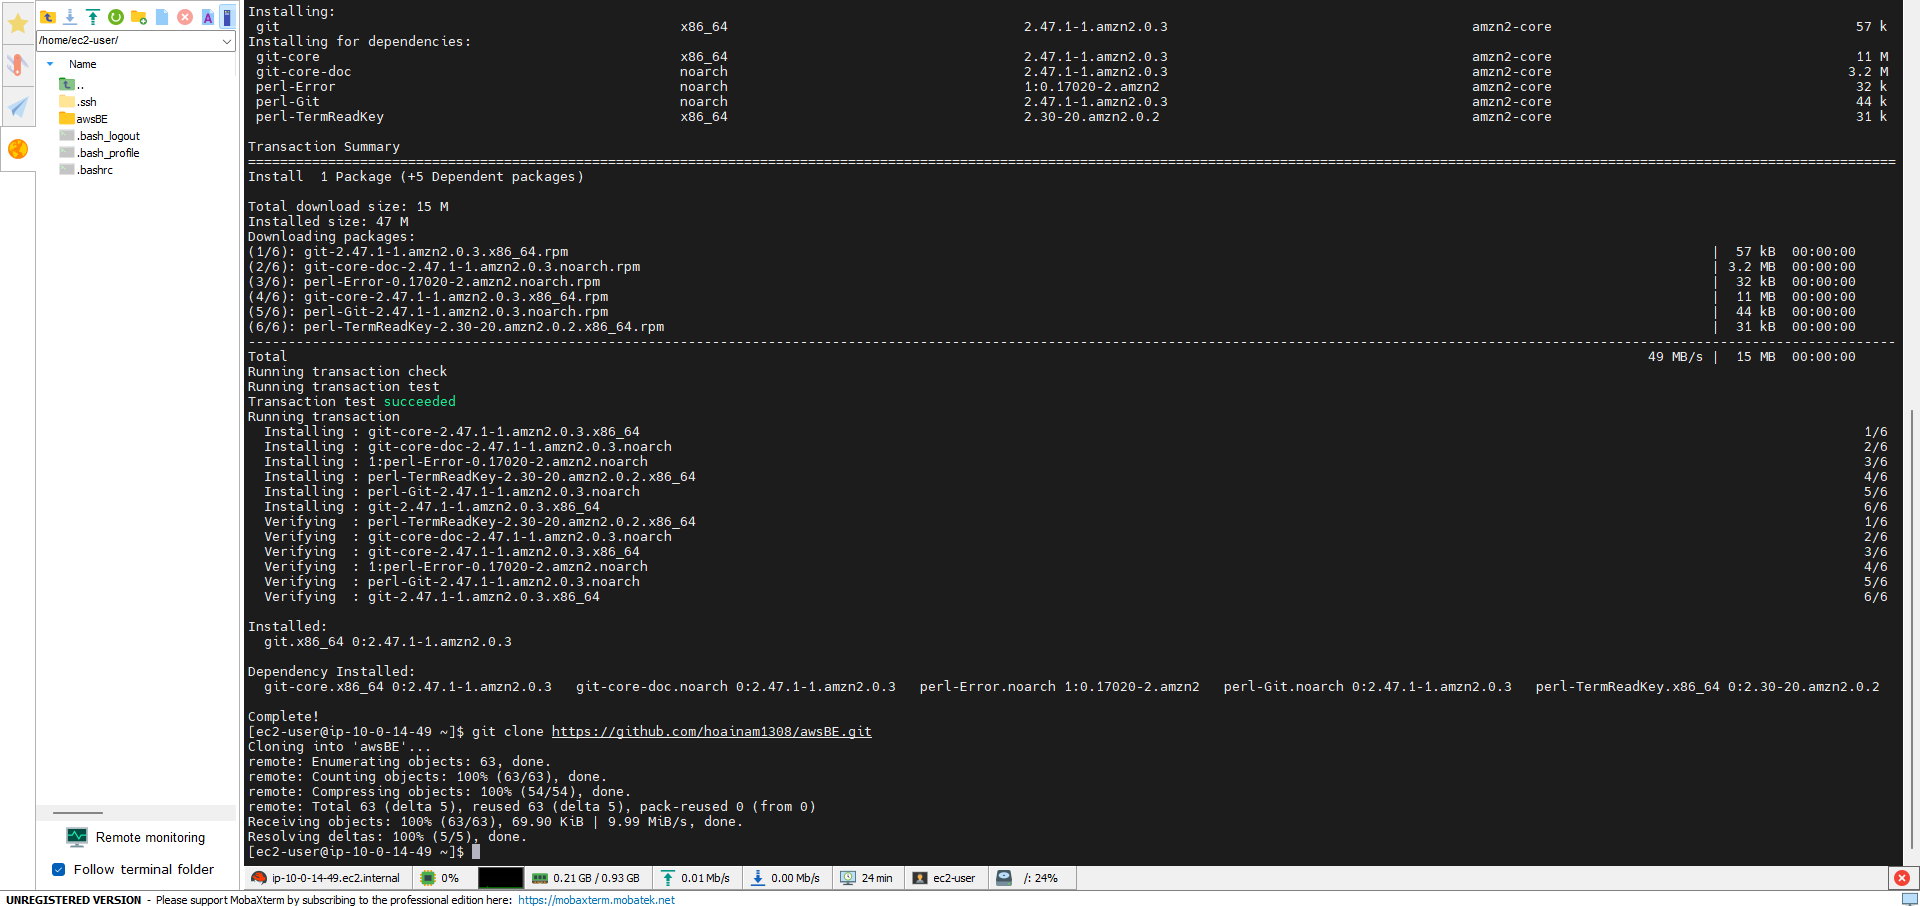 /home/ec2-user/
Name
..
.ssh
awsBE
.bash_logout
.bash_profile
.bashrc
Remote monitoring
Follow terminal folder
Installing:
 git x86_64 2.47.1-1.amzn2.0.3 amzn2-core 57 k
Installing for dependencies:
 git-core x86_64 2.47.1-1.amzn2.0.3 amzn2-core 11 M
 git-core-doc noarch 2.47.1-1.amzn2.0.3 amzn2-core 3.2 M
 perl-Error noarch 1:0.17020-2.amzn2 amzn2-core 32 k
 perl-Git noarch 2.47.1-1.amzn2.0.3 amzn2-core 44 k
 perl-TermReadKey x86_64 2.30-20.amzn2.0.2 amzn2-core 31 k
Transaction Summary
Install  1 Package (+5 Dependent packages)
Total download size: 15 M
Installed size: 47 M
Downloading packages:
(1/6): git-2.47.1-1.amzn2.0.3.x86_64.rpm | 57 kB 00:00:00
(2/6): git-core-doc-2.47.1-1.amzn2.0.3.noarch.rpm | 3.2 MB 00:00:00
(3/6): perl-Error-0.17020-2.amzn2.noarch.rpm | 32 kB 00:00:00
(4/6): git-core-2.47.1-1.amzn2.0.3.x86_64.rpm | 11 MB 00:00:00
(5/6): perl-Git-2.47.1-1.amzn2.0.3.noarch.rpm | 44 kB 00:00:00
(6/6): perl-TermReadKey-2.30-20.amzn2.0.2.x86_64.rpm | 31 kB 00:00:00
Total 49 MB/s | 15 MB 00:00:00
Running transaction check
Running transaction test
Transaction test succeeded
Running transaction
  Installing : git-core-2.47.1-1.amzn2.0.3.x86_64 1/6
  Installing : git-core-doc-2.47.1-1.amzn2.0.3.noarch 2/6
  Installing : 1:perl-Error-0.17020-2.amzn2.noarch 3/6
  Installing : perl-TermReadKey-2.30-20.amzn2.0.2.x86_64 4/6
  Installing : perl-Git-2.47.1-1.amzn2.0.3.noarch 5/6
  Installing : git-2.47.1-1.amzn2.0.3.x86_64 6/6
  Verifying  : perl-TermReadKey-2.30-20.amzn2.0.2.x86_64 1/6
  Verifying  : git-core-doc-2.47.1-1.amzn2.0.3.noarch 2/6
  Verifying  : git-core-2.47.1-1.amzn2.0.3.x86_64 3/6
  Verifying  : 1:perl-Error-0.17020-2.amzn2.noarch 4/6
  Verifying  : perl-Git-2.47.1-1.amzn2.0.3.noarch 5/6
  Verifying  : git-2.47.1-1.amzn2.0.3.x86_64 6/6
Installed:
  git.x86_64 0:2.47.1-1.amzn2.0.3
Dependency Installed:
  git-core.x86_64 0:2.47.1-1.amzn2.0.3   git-core-doc.noarch 0:2.47.1-1.amzn2.0.3   perl-Error.noarch 1:0.17020-2.amzn2   perl-Git.noarch 0:2.47.1-1.amzn2.0.3   perl-TermReadKey.x86_64 0:2.30-20.amzn2.0.2
Complete!
[ec2-user@ip-10-0-14-49 ~]$ git clone https://github.com/hoainam1308/awsBE.git
Cloning into 'awsBE'...
remote: Enumerating objects: 63, done.
remote: Counting objects: 100% (63/63), done.
remote: Compressing objects: 100% (54/54), done.
remote: Total 63 (delta 5), reused 63 (delta 5), pack-reused 0 (from 0)
Receiving objects: 100% (63/63), 69.90 KiB | 9.99 MiB/s, done.
Resolving deltas: 100% (5/5), done.
[ec2-user@ip-10-0-14-49 ~]$
ip-10-0-14-49.ec2.internal 0% 0.21 GB / 0.93 GB 0.01 Mb/s 0.00 Mb/s 24 min ec2-user /: 24%
UNREGISTERED VERSION - Please support MobaXterm by subscribing to the professional edition here: https://mobaxterm.mobatek.net